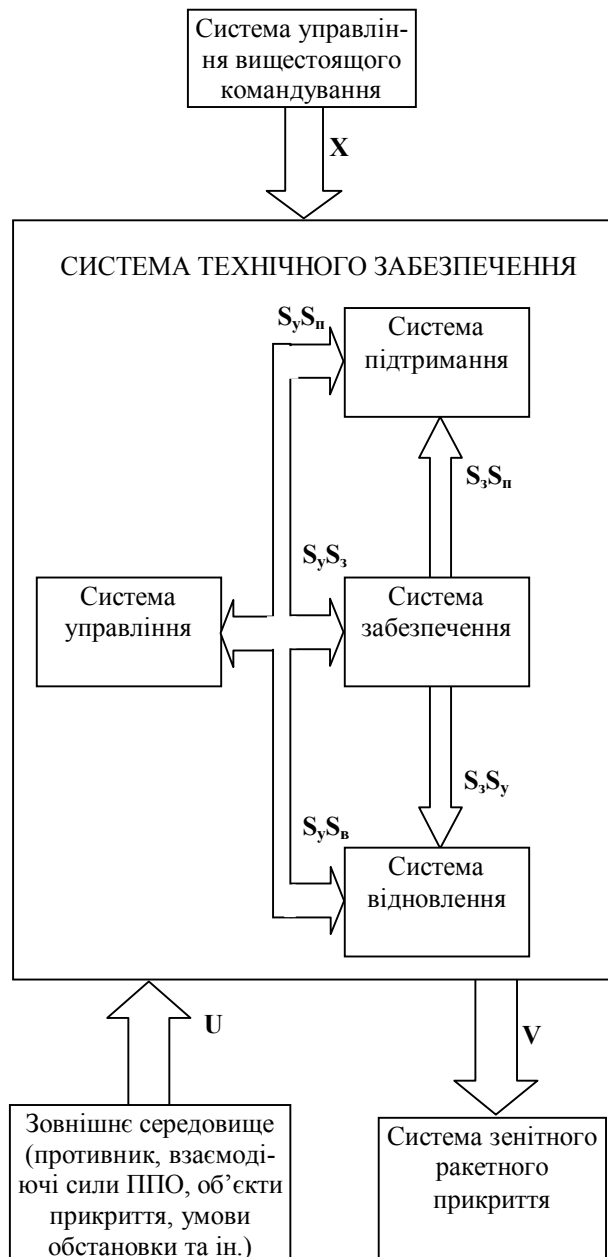 Система управлін-
ня вищестоящого
командування
X
СИСТЕМА ТЕХНІЧНОГО ЗАБЕЗПЕЧЕННЯ
SуSп
Система
підтримання
SзSп
SуSз
Система
управління
Система
забезпечення
SзSу
SуSв
Система
відновлення
U
V
Зовнішнє середовище
(противник, взаємоді-
ючі сили ППО, об’єкти
прикриття, умови
обстановки та ін.)
Система зенітного
ракетного
прикриття